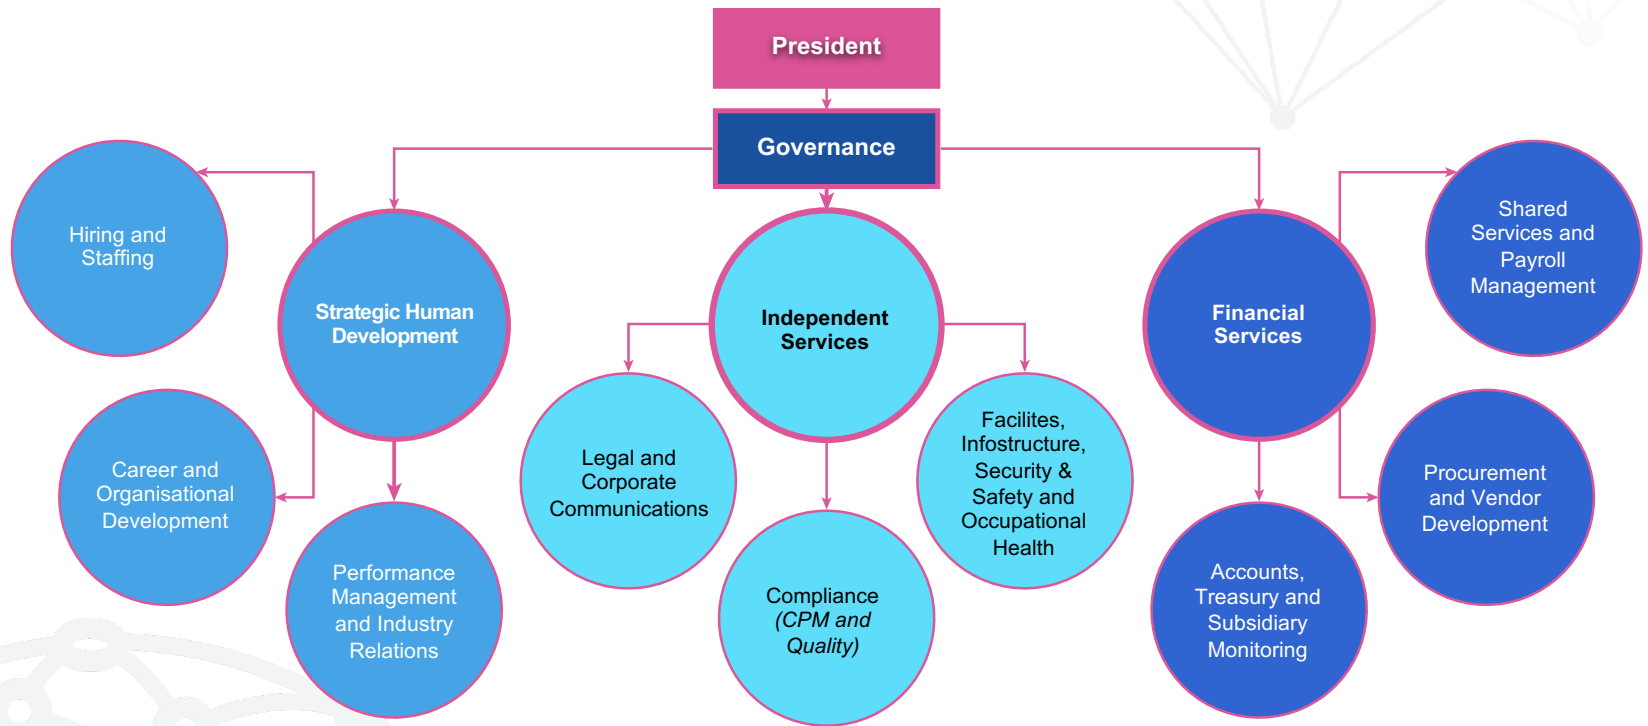 President
Governance
Hiring and
Staffing
Strategic Human
Development
Career and
Organisational
Development
Performance
Management
and Industry
Relations
Independent
Services
Legal and
Corporate
Communications
Compliance
(CPM and
Quality)
Facilites,
Infostructure,
Security &
Safety and
Occupational
Health
Financial
Services
Shared
Services and
Payroll
Management
Procurement
and Vendor
Development
Accounts,
Treasury and
Subsidiary
Monitoring